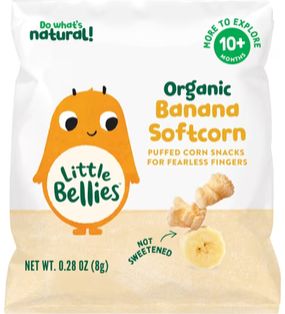 Do what's
natural!
MORE TO EXPLORE
10+
MONTHS
Organic
Banana
Softcorn
PUFFED CORN SNACKS
FOR FEARLESS FINGERS
Little
Bellies™
NOT
SWEETENED
NET WT. 0.28 OZ (8g)